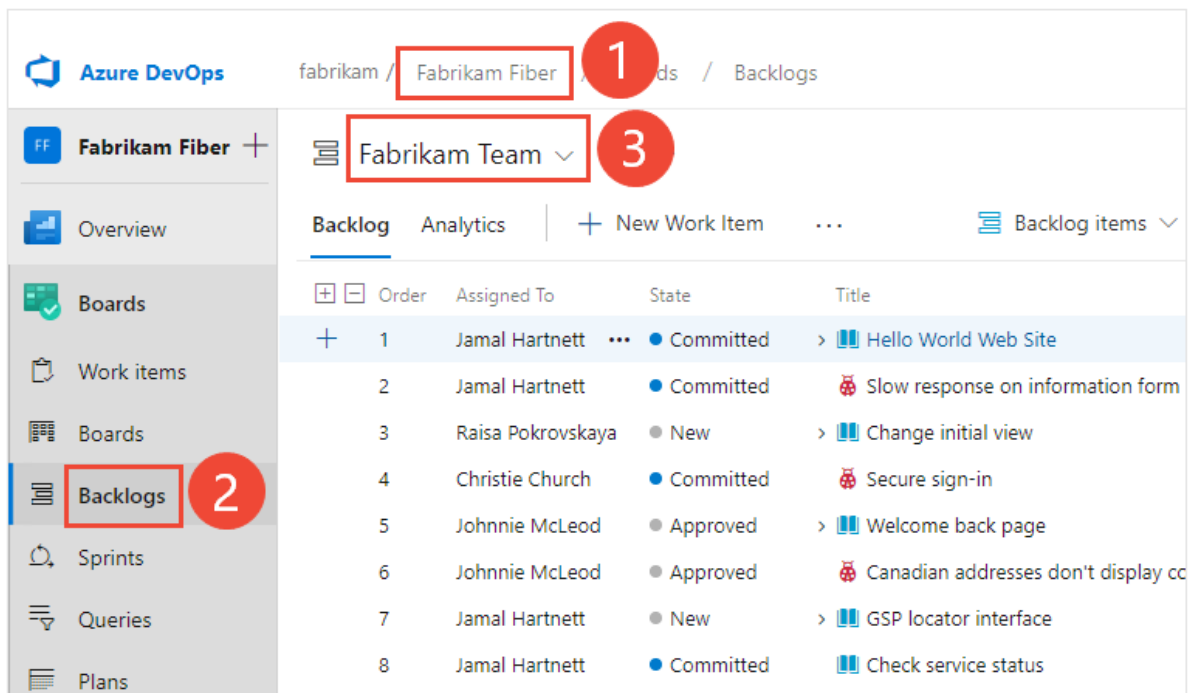 Azure DevOps fabrikam / Fabrikam Fiber / ds / Backlogs
1
FF Fabrikam Fiber +
Fabrikam Team
3
Overview
Backlog Analytics + New Work Item ... Backlog items
Boards
Order Assigned To State Title
1 Jamal Hartnett ... Committed > Hello World Web Site
Work items
2 Jamal Hartnett Committed Slow response on information form
Boards
3 Raisa Pokrovskaya New > Change initial view
Backlogs
2
4 Christie Church Committed Secure sign-in
5 Johnnie McLeod Approved > Welcome back page
Sprints
6 Johnnie McLeod Approved Canadian addresses don't display co
Queries
7 Jamal Hartnett New > GSP locator interface
Plans
8 Jamal Hartnett Committed Check service status